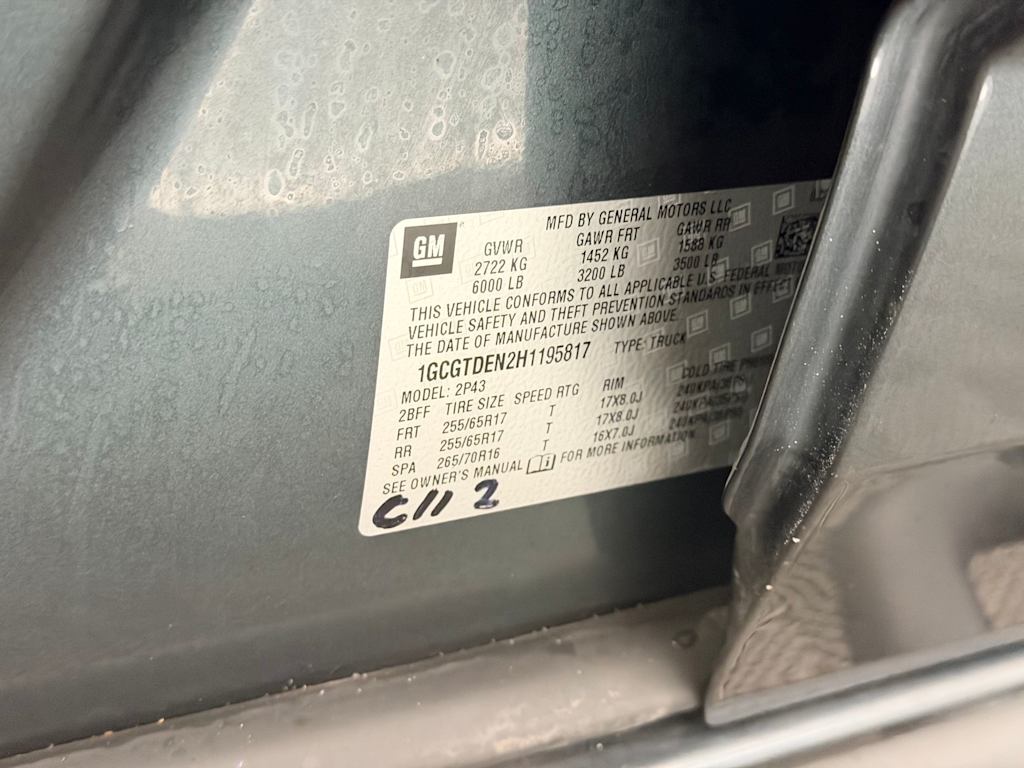 GM
MFD BY GENERAL MOTORS LLC
GVWR GAWR FRT GAWR RR
2722 KG 1452 KG 1588 KG
6000 LB 3200 LB 3500 LB
THIS VEHICLE CONFORMS TO ALL APPLICABLE U.S. FEDERAL MOTOR
VEHICLE SAFETY AND THEFT PREVENTION STANDARDS IN EFFECT
THE DATE OF MANUFACTURE SHOWN ABOVE.
1GCGTDEN2H1195817 TYPE: TRUCK
MODEL: 2P43
2BFF TIRE SIZE SPEED RTG RIM COLD TIRE
FRT 255/65R17 T 17X8.0J 240KPA(35PSI)
RR 255/65R17 T 17X8.0J 240KPA(35PSI)
SPA 265/70R16 T 16X7.0J
SEE OWNER'S MANUAL FOR MORE INFORMATION.
C11 2